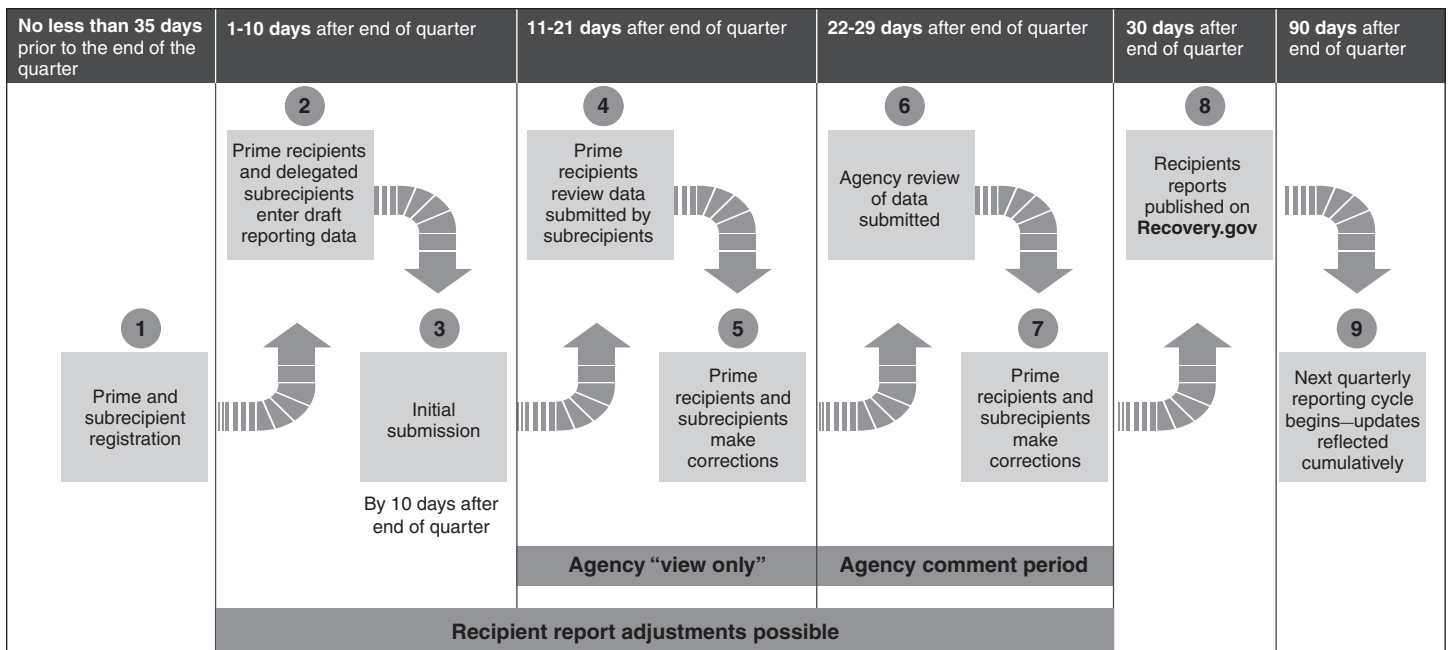 No less than 35 days
prior to the end of the
quarter
1-10 days after end of quarter
11-21 days after end of quarter
22-29 days after end of quarter
30 days after
end of quarter
90 days after
end of quarter
1
Prime and
subrecipient
registration
2
Prime recipients
and delegated
subrecipients
enter draft
reporting data
3
Initial
submission
By 10 days after
end of quarter
4
Prime
recipients
review data
submitted by
subrecipients
5
Prime
recipients and
subrecipients
make
corrections
6
Agency review
of data
submitted
7
Prime
recipients and
subrecipients
make
corrections
8
Recipients
reports
published on
Recovery.gov
9
Next quarterly
reporting cycle
begins—updates
reflected
cumulatively
Agency “view only”
Agency comment period
Recipient report adjustments possible